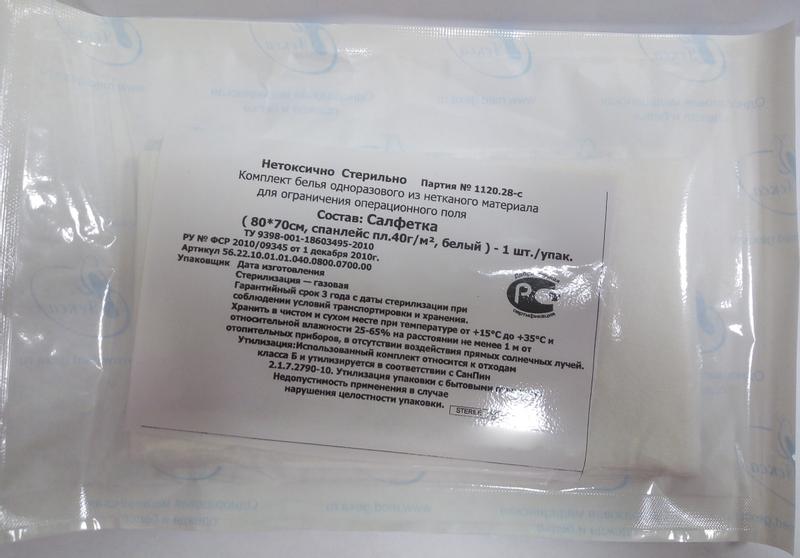 Нетоксично Стерильно Партия № 1120.28-с
Комплект белья одноразового из нетканого материала
для ограничения операционного поля
Состав: Салфетка
( 80*70см, спанлейс пл.40г/м², белый ) - 1 шт./упак.
ТУ 9398-001-18603495-2010
РУ № ФСР 2010/09345 от 1 декабря 2010г.
Артикул 56.22.10.01.01.040.0800.0700.00
Упаковщик Дата изготовления
Стерилизация — газовая
Гарантийный срок 3 года с даты стерилизации при
соблюдении условий транспортировки и хранения.
Хранить в чистом и сухом месте при температуре от +15°С до +35°С и
относительной влажности 25-65% на расстоянии не менее 1 м от
отопительных приборов, в отсутствии воздействия прямых солнечных лучей.
Утилизация:Использованный комплект относится к отходам
класса Б и утилизируется в соответствии с СанПин
2.1.7.2790-10. Утилизация упаковки с бытовыми
Недопустимость применения в случае
нарушения целостности упаковки.
STERILE
РС
сертификация